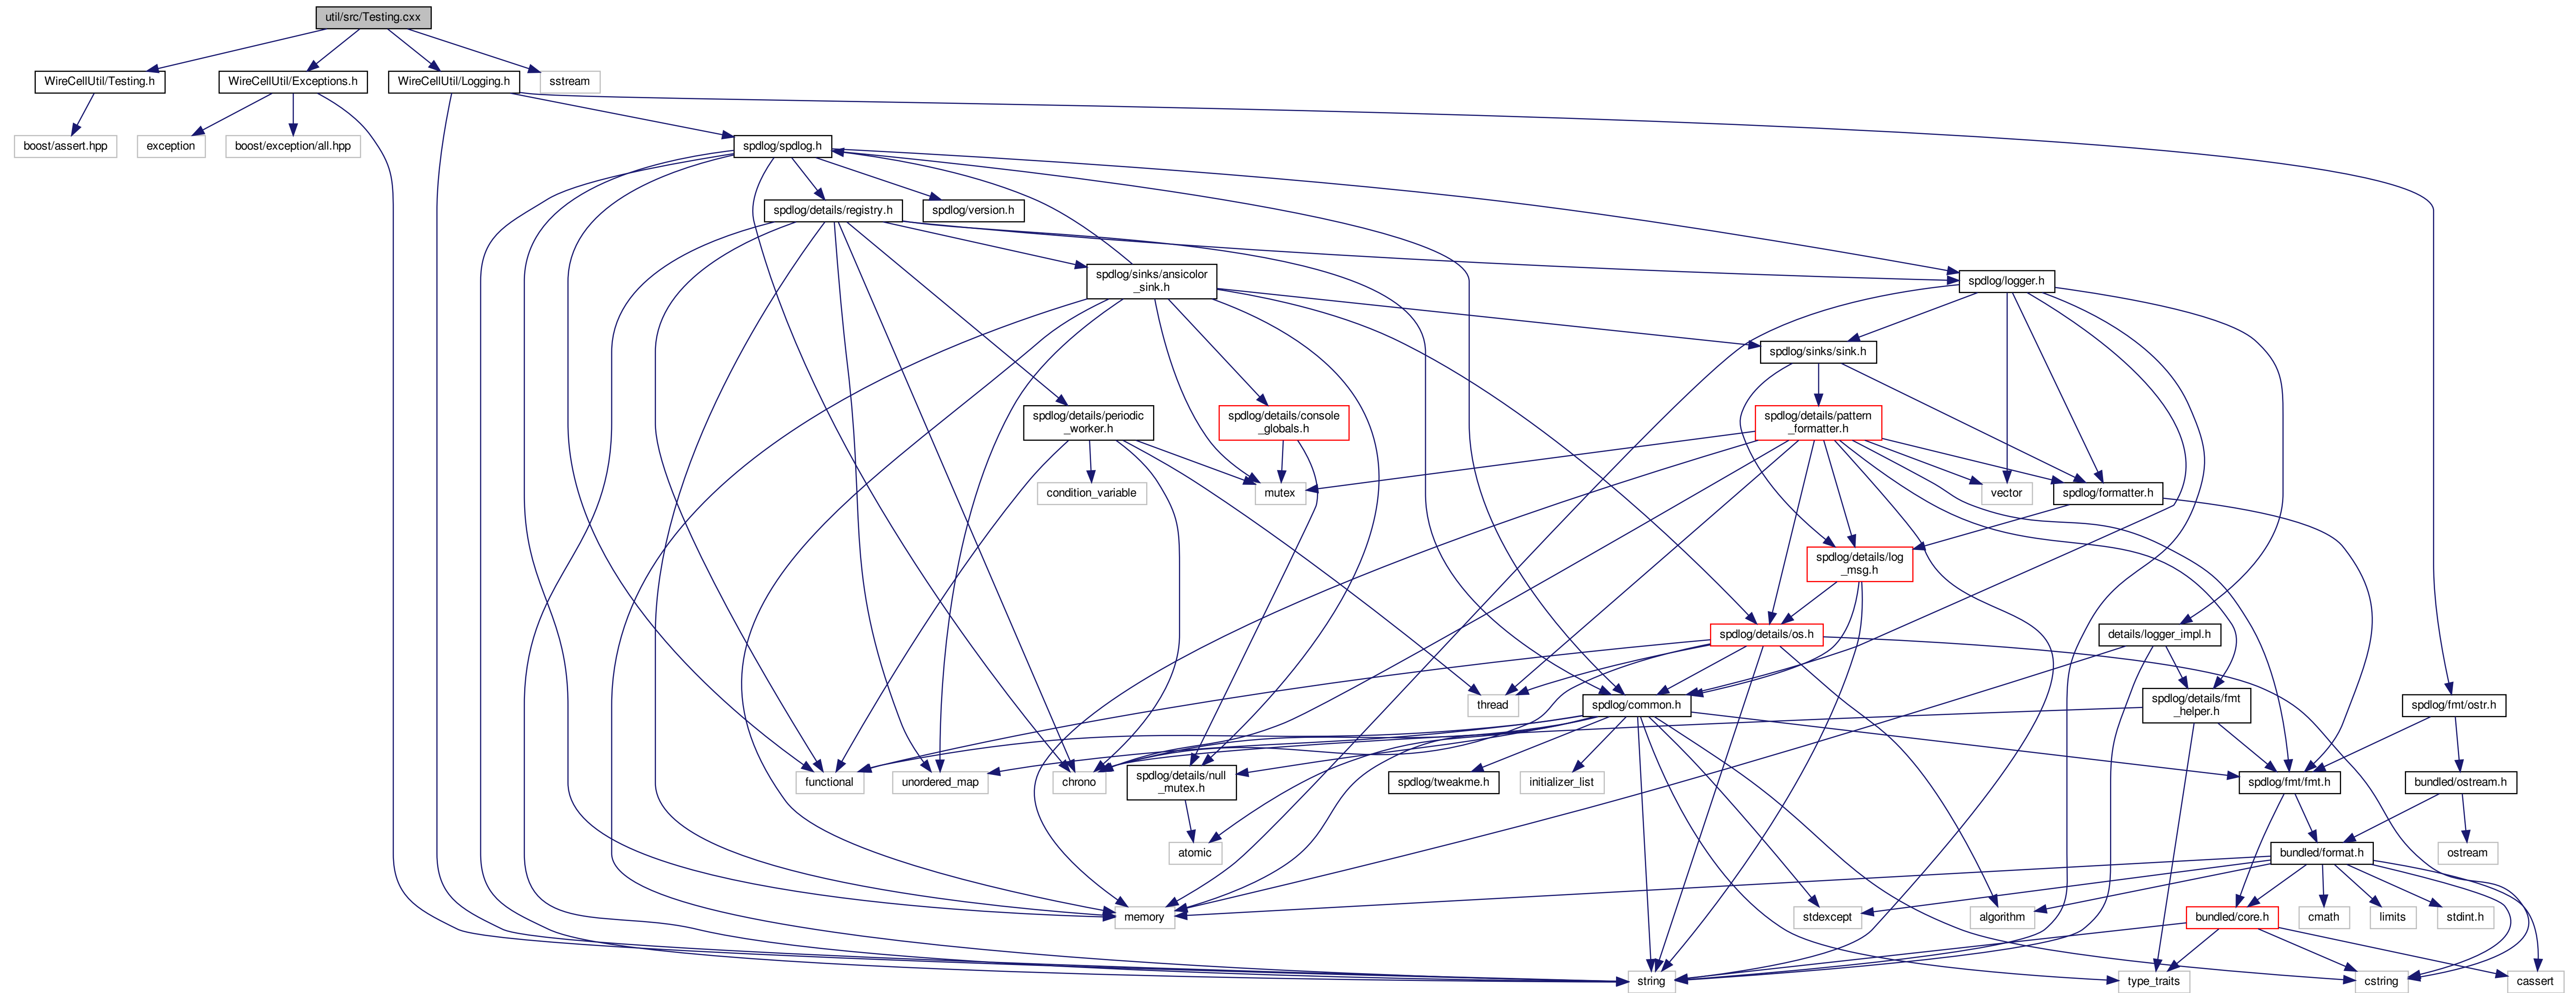 util/src/Testing.cxx
WireCellUtil/Testing.h
WireCellUtil/Exceptions.h
WireCellUtil/Logging.h
sstream
boost/assert.hpp
exception
boost/exception/all.hpp
spdlog/spdlog.h
spdlog/details/registry.h
spdlog/version.h
spdlog/sinks/ansicolor
_sink.h
spdlog/logger.h
spdlog/sinks/sink.h
spdlog/details/periodic
_worker.h
spdlog/details/console
_globals.h
spdlog/details/pattern
_formatter.h
condition_variable
mutex
vector
spdlog/formatter.h
spdlog/details/log
_msg.h
spdlog/details/os.h
details/logger_impl.h
thread
spdlog/common.h
spdlog/details/fmt
_helper.h
spdlog/fmt/ostr.h
functional
unordered_map
chrono
spdlog/details/null
_mutex.h
spdlog/tweakme.h
initializer_list
spdlog/fmt/fmt.h
bundled/ostream.h
atomic
bundled/format.h
ostream
memory
stdexcept
algorithm
bundled/core.h
cmath
limits
stdint.h
string
type_traits
cstring
cassert